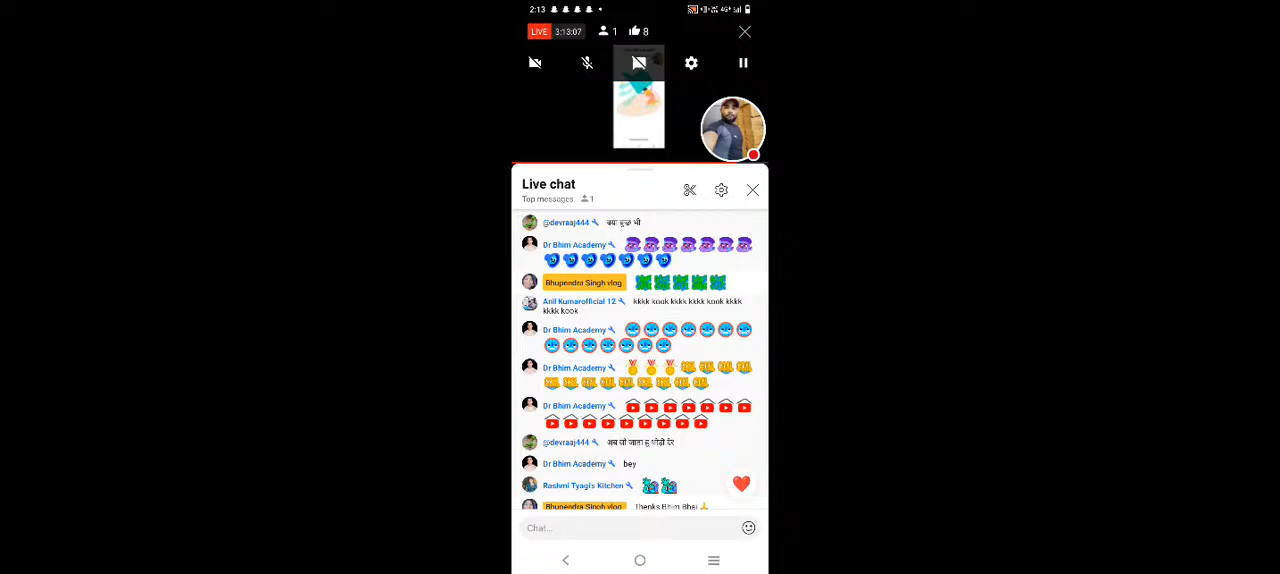 2:13 4G+
LIVE 3:13:07 1 8
Live chat
Top messages 1
@devraaj444 क्या कुछ भी
Dr Bhim Academy
Bhupendra Singh vlog
Anil Kumarofficial 12 kkkk kook kkkk kkkk kook kkkk
kkkk kook
Dr Bhim Academy
Dr Bhim Academy
Dr Bhim Academy
@devraaj444 अब सो जाता हू थोड़ी देर
Dr Bhim Academy bey
Rashmi Tyagi's Kitchen
Bhupendra Singh vlog Thenks Bhim Bhai 🙏
Chat...